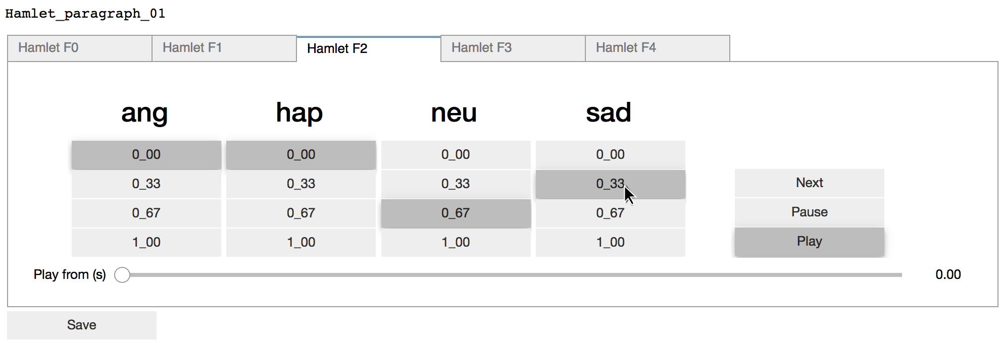 Hamlet_paragraph_01
Hamlet F0 Hamlet F1 Hamlet F2 Hamlet F3 Hamlet F4
ang hap neu sad
0_00 0_00 0_00 0_00
0_33 0_33 0_33 0_33 Next
0_67 0_67 0_67 0_67 Pause
1_00 1_00 1_00 1_00 Play
Play from (s) 0.00
Save